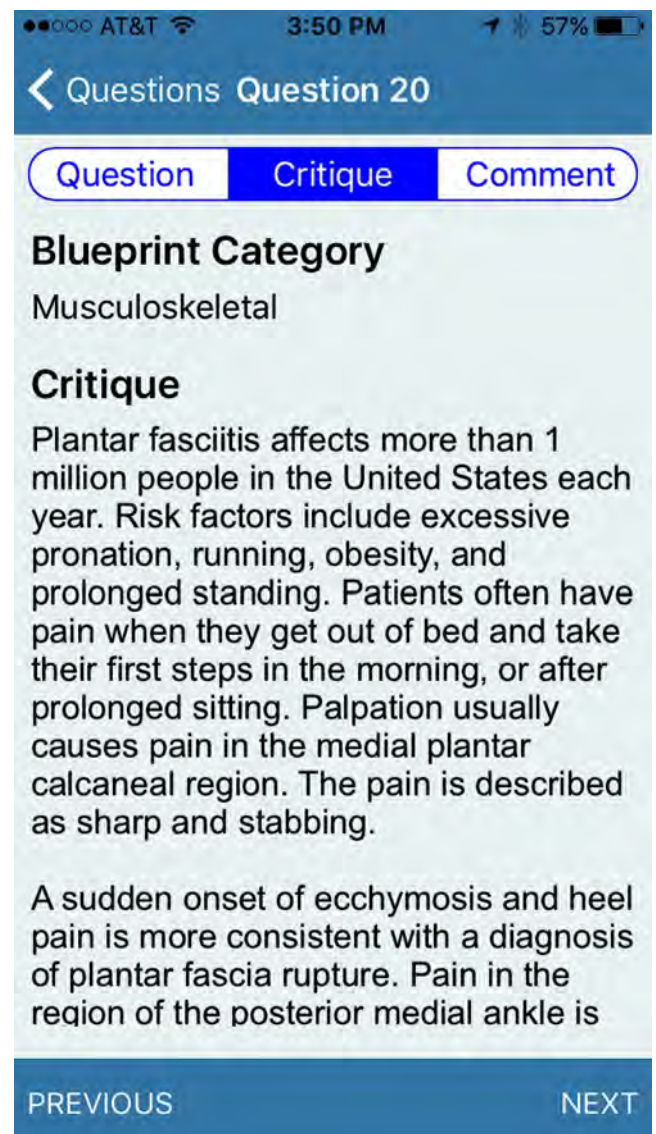 AT&T 3:50 PM 57%
Questions Question 20
Question Critique Comment
Blueprint Category
Musculoskeletal
Critique
Plantar fasciitis affects more than 1
million people in the United States each
year. Risk factors include excessive
pronation, running, obesity, and
prolonged standing. Patients often have
pain when they get out of bed and take
their first steps in the morning, or after
prolonged sitting. Palpation usually
causes pain in the medial plantar
calcaneal region. The pain is described
as sharp and stabbing.
A sudden onset of ecchymosis and heel
pain is more consistent with a diagnosis
of plantar fascia rupture. Pain in the
region of the posterior medial ankle is
PREVIOUS NEXT